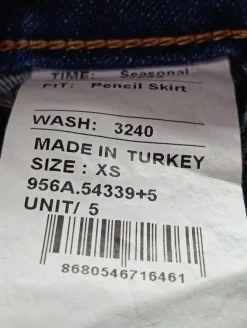 TIME: Seasonal
FIT: Pencil Skirt
WASH: 3240
MADE IN TURKEY
SIZE : XS
956A.54339+5
UNIT/ 5
8680546716461